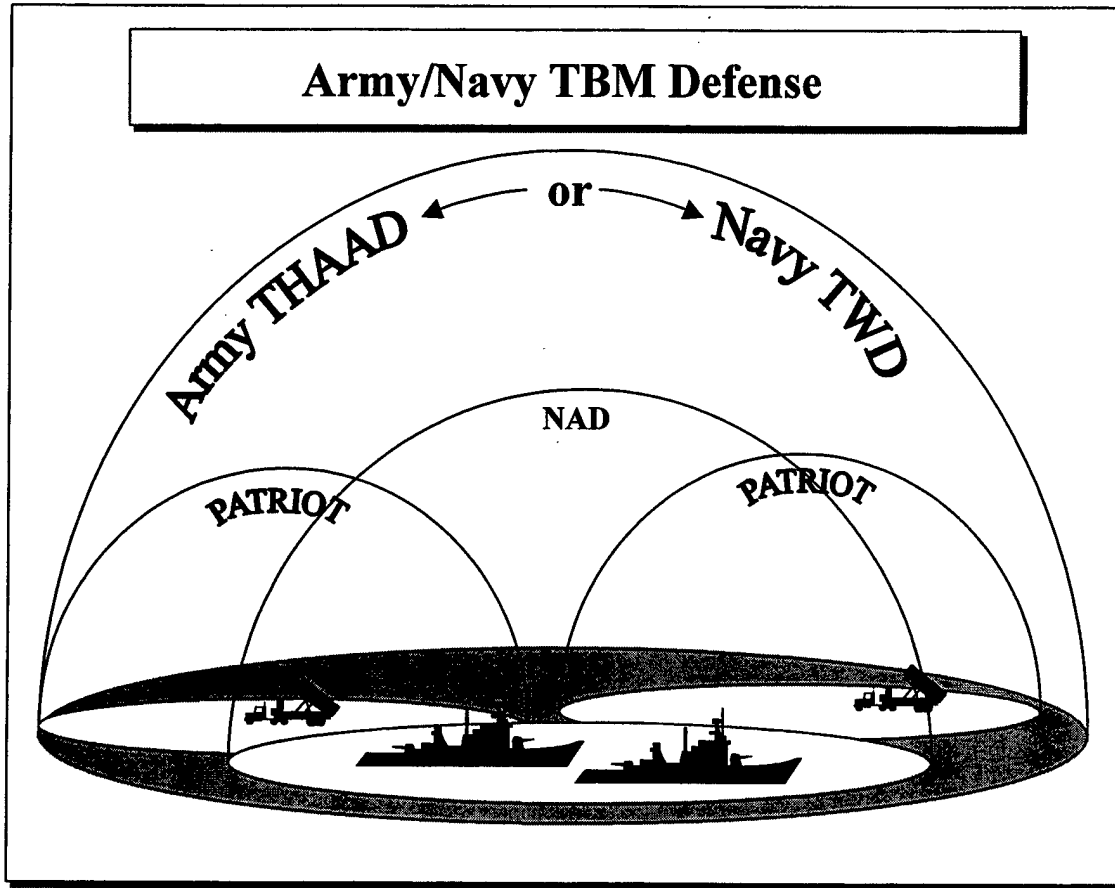 Army/Navy TBM Defense
or
Army THAAD
Navy TWD
NAD
PATRIOT
PATRIOT